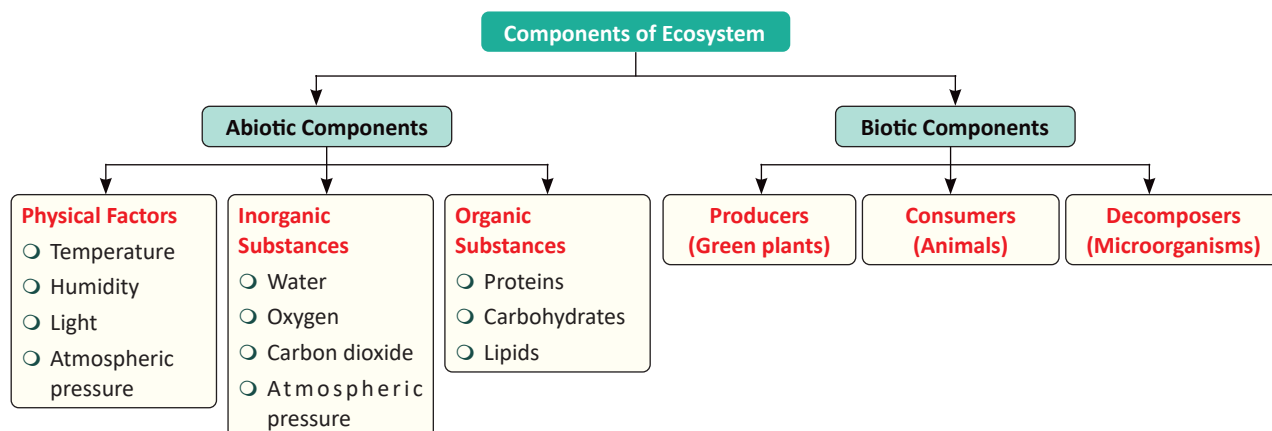 Components of Ecosystem
Abiotic Components
Biotic Components
Physical Factors
Temperature
Humidity
Light
Atmospheric
pressure
Inorganic
Substances
Water
Oxygen
Carbon dioxide
Atmospheric
pressure
Organic
Substances
Proteins
Carbohydrates
Lipids
Producers
(Green plants)
Consumers
(Animals)
Decomposers
(Microorganisms)